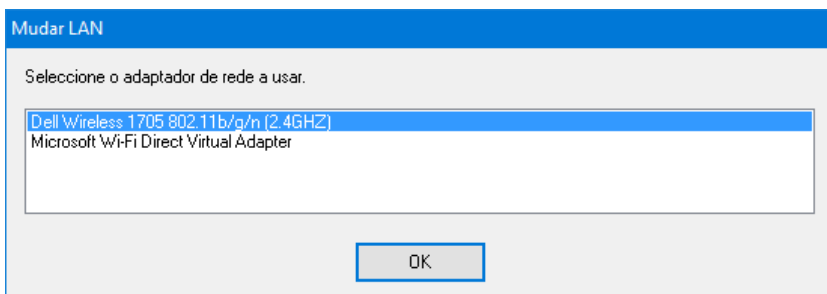 Mudar LAN
Seleccione o adaptador de rede a usar.
Dell Wireless 1705 802.11b/g/n (2.4GHZ)
Microsoft Wi-Fi Direct Virtual Adapter
OK